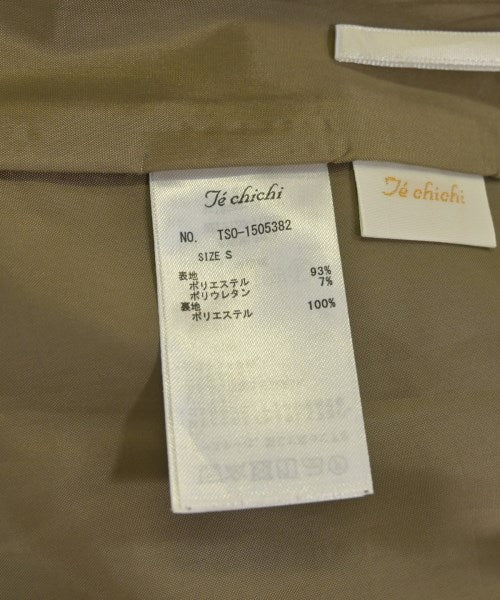 Té chichi
NO. TSO-1505382
SIZE S
表地 93%
ポリエステル 7%
ポリウレタン
裏地 100%
ポリエステル
Té chichi